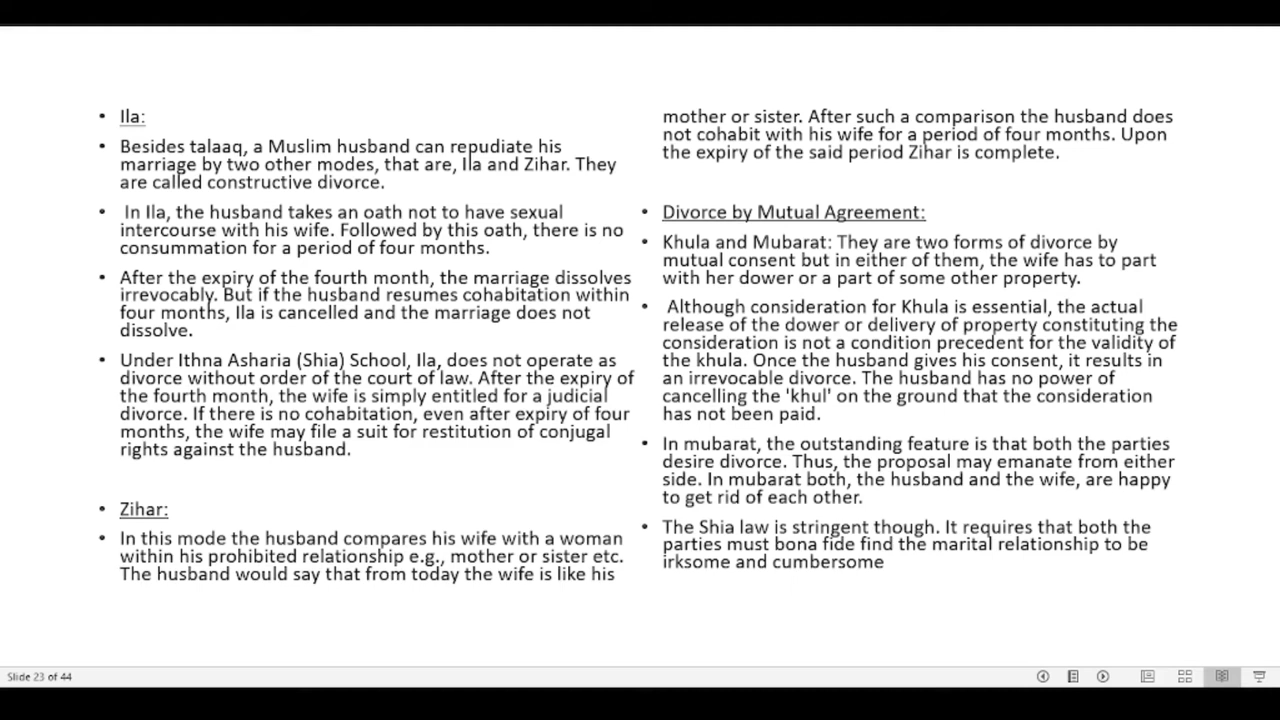 • Ila:
• Besides talaaq, a Muslim husband can repudiate his
marriage by two other modes, that are, Ila and Zihar. They
are called constructive divorce.
• In Ila, the husband takes an oath not to have sexual
intercourse with his wife. Followed by this oath, there is no
consummation for a period of four months.
• After the expiry of the fourth month, the marriage dissolves
irrevocably. But if the husband resumes cohabitation within
four months, Ila is cancelled and the marriage does not
dissolve.
• Under Ithna Asharia (Shia) School, Ila, does not operate as
divorce without order of the court of law. After the expiry of
the fourth month, the wife is simply entitled for a judicial
divorce. If there is no cohabitation, even after expiry of four
months, the wife may file a suit for restitution of conjugal
rights against the husband.
• Zihar:
• In this mode the husband compares his wife with a woman
within his prohibited relationship e.g., mother or sister etc.
The husband would say that from today the wife is like his
mother or sister. After such a comparison the husband does
not cohabit with his wife for a period of four months. Upon
the expiry of the said period Zihar is complete.
• Divorce by Mutual Agreement:
• Khula and Mubarat: They are two forms of divorce by
mutual consent but in either of them, the wife has to part
with her dower or a part of some other property.
• Although consideration for Khula is essential, the actual
release of the dower or delivery of property constituting the
consideration is not a condition precedent for the validity of
the khula. Once the husband gives his consent, it results in
an irrevocable divorce. The husband has no power of
cancelling the 'khul' on the ground that the consideration
has not been paid.
• In mubarat, the outstanding feature is that both the parties
desire divorce. Thus, the proposal may emanate from either
side. In mubarat both, the husband and the wife, are happy
to get rid of each other.
• The Shia law is stringent though. It requires that both the
parties must bona fide find the marital relationship to be
irksome and cumbersome
Slide 23 of 44